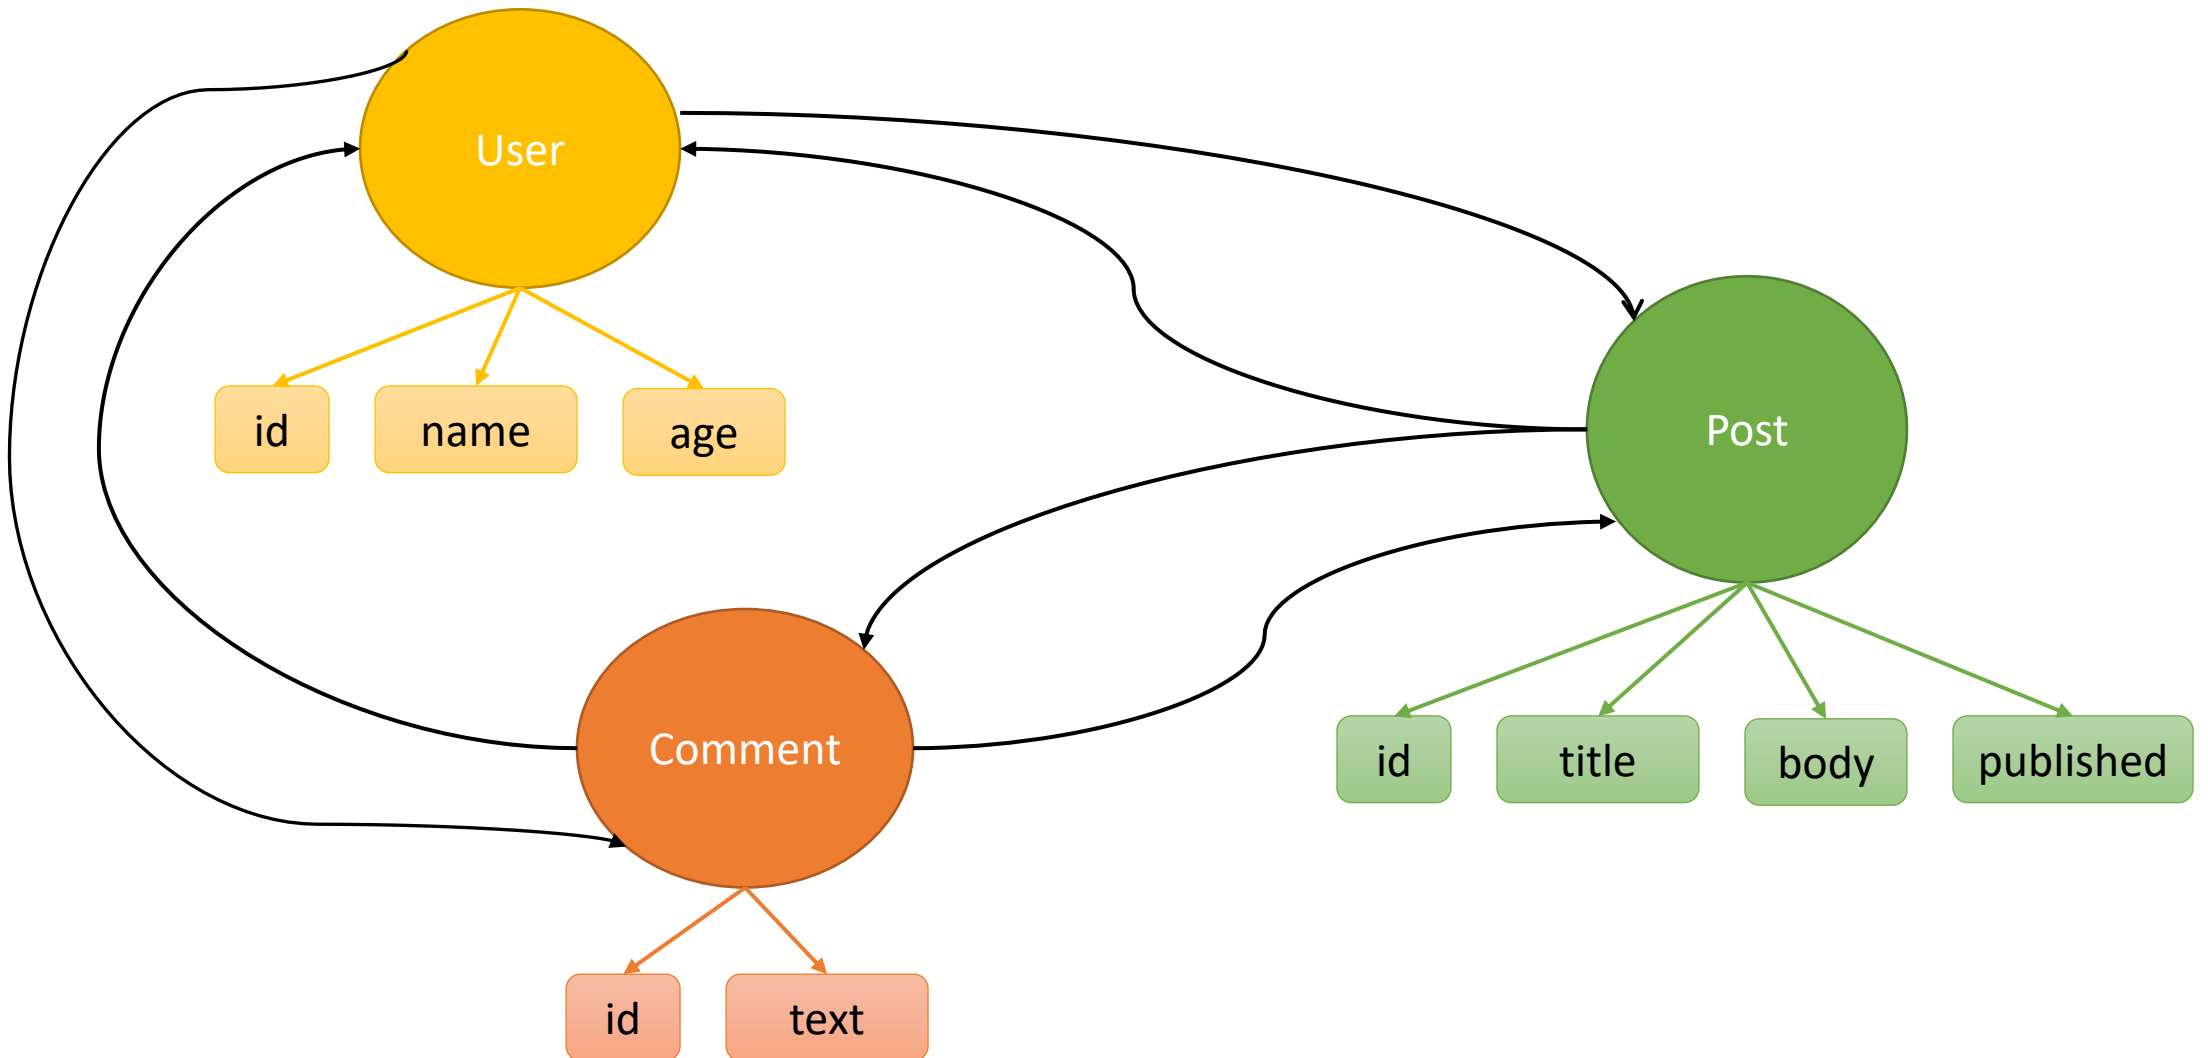 User
id
name
age
Post
id
title
body
published
Comment
id
text